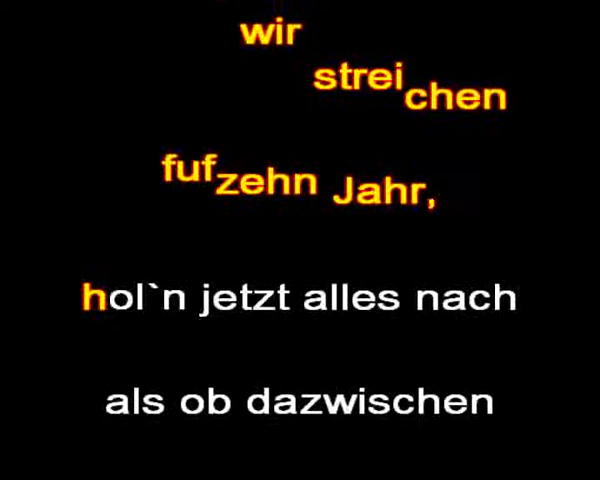 wir
streichen
fufzehn Jahr,
hol`n jetzt alles nach
als ob dazwischen